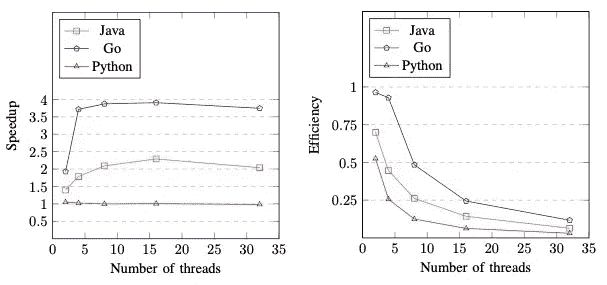 Java
Go
Python
4
3.5
3
2.5
2
1.5
1
0.5
Speedup
0 5 10 15 20 25 30 35
Number of threads
Java
Go
Python
1
0.75
0.5
0.25
Efficiency
0 5 10 15 20 25 30 35
Number of threads